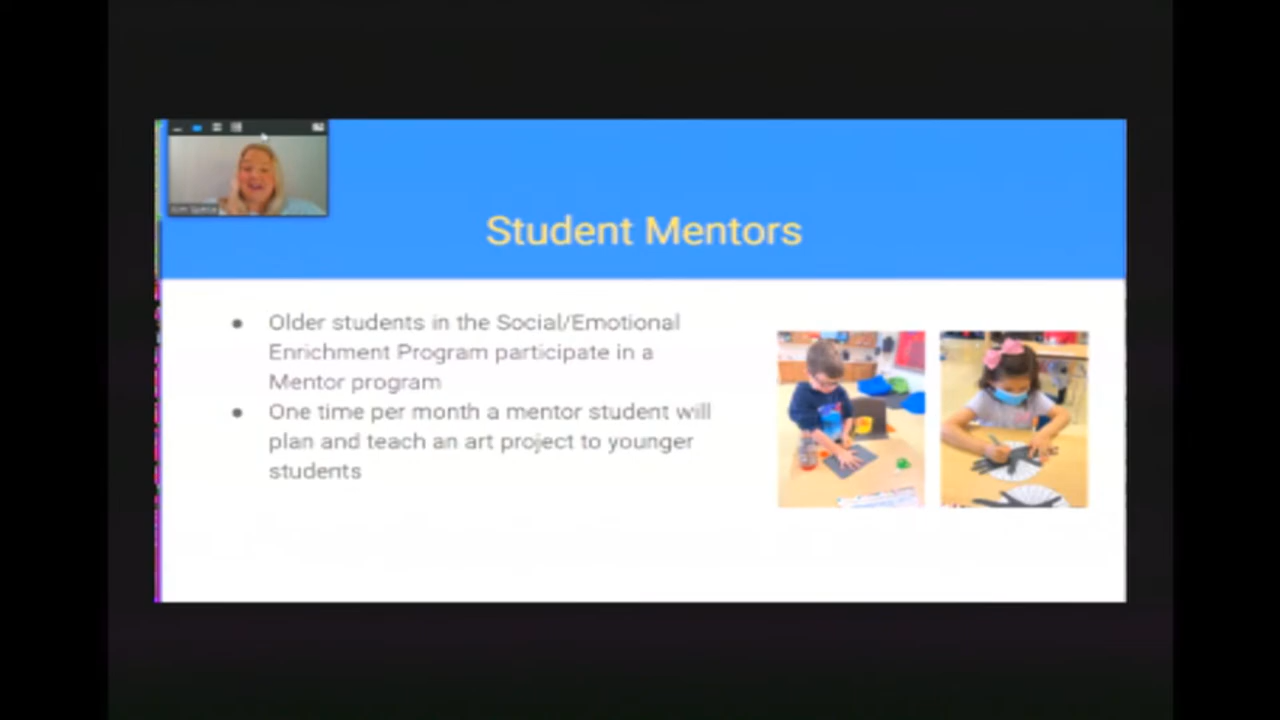 Student Mentors
Older students in the Social/Emotional
Enrichment Program participate in a
Mentor program
One time per month a mentor student will
plan and teach an art project to younger
students